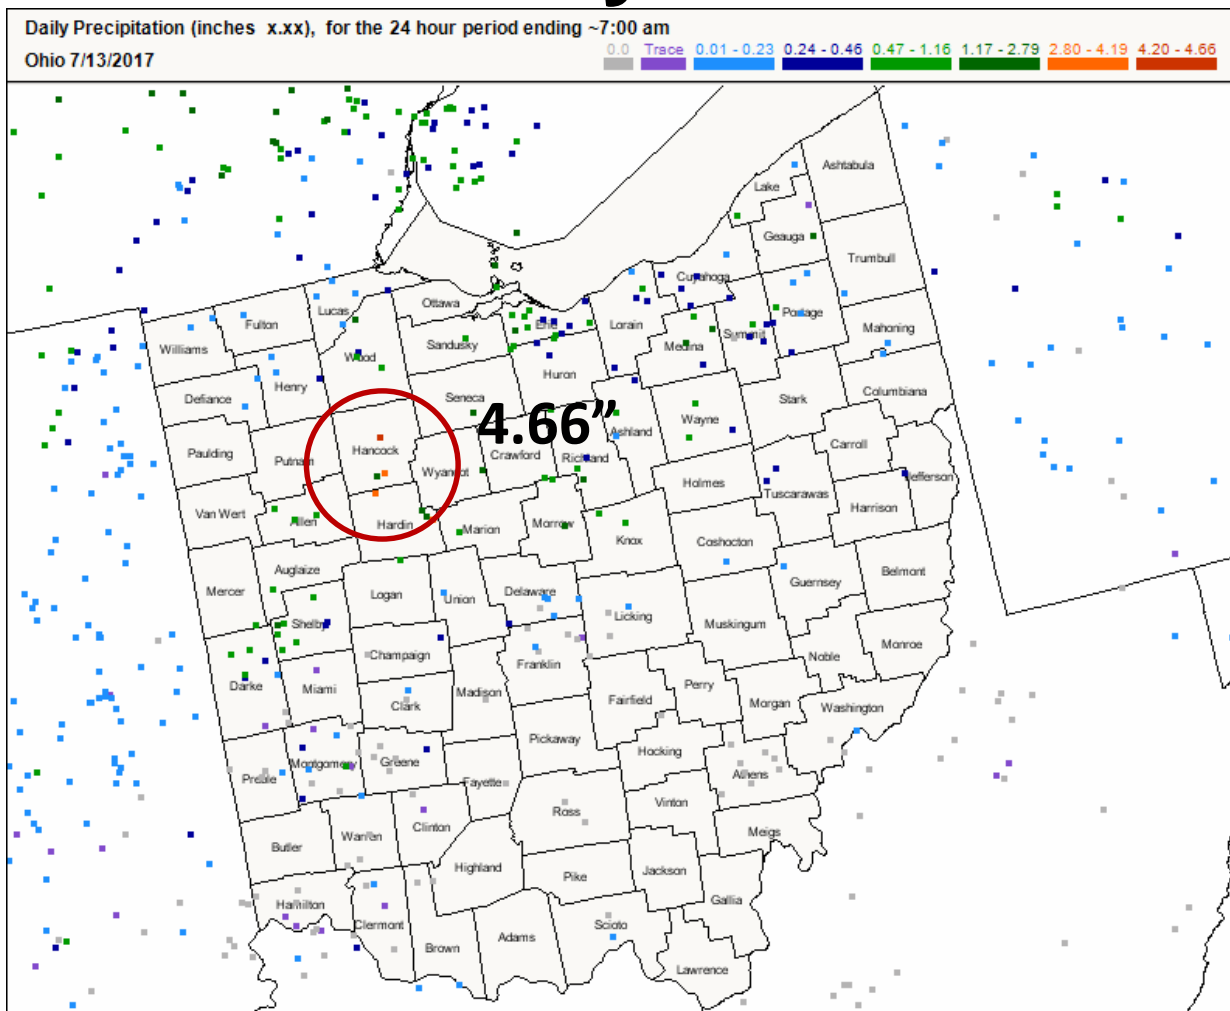 Daily Precipitation (inches x.xx), for the 24 hour period ending ~7:00 am
Ohio 7/13/2017
0.0 Trace 0.01 - 0.23 0.24 - 0.46 0.47 - 1.16 1.17 - 2.79 2.80 - 4.19 4.20 - 4.66
Ashtabula
Lake
Geauga
Trumbull
Cuyahoga
Ottawa
Lucas
Portage
Fulton
Erie
Lorain
Mahoning
Summit
Sandusky
Medina
Williams
Wood
Huron
Henry
Columbiana
Seneca
Defiance
Stark
4.66”
Wayne
Ashland
Carroll
Hancock
Paulding
Crawford
Richland
Putnam
Wyandot
Jefferson
Holmes
Tuscarawas
Harrison
Van Wert
Allen
Hardin
Morrow
Marion
Knox
Coshocton
Auglaize
Belmont
Guernsey
Mercer
Delaware
Logan
Union
Licking
Shelby
Muskingum
Monroe
Champaign
Noble
Franklin
Perry
Darke
Miami
Madison
Fairfield
Morgan
Clark
Washington
Pickaway
Hocking
Montgomery
Greene
Athens
Preble
Fayette
Vinton
Ross
Clinton
Meigs
Warren
Butler
Highland
Jackson
Pike
Gallia
Hamilton
Clermont
Scioto
Adams
Brown
Lawrence